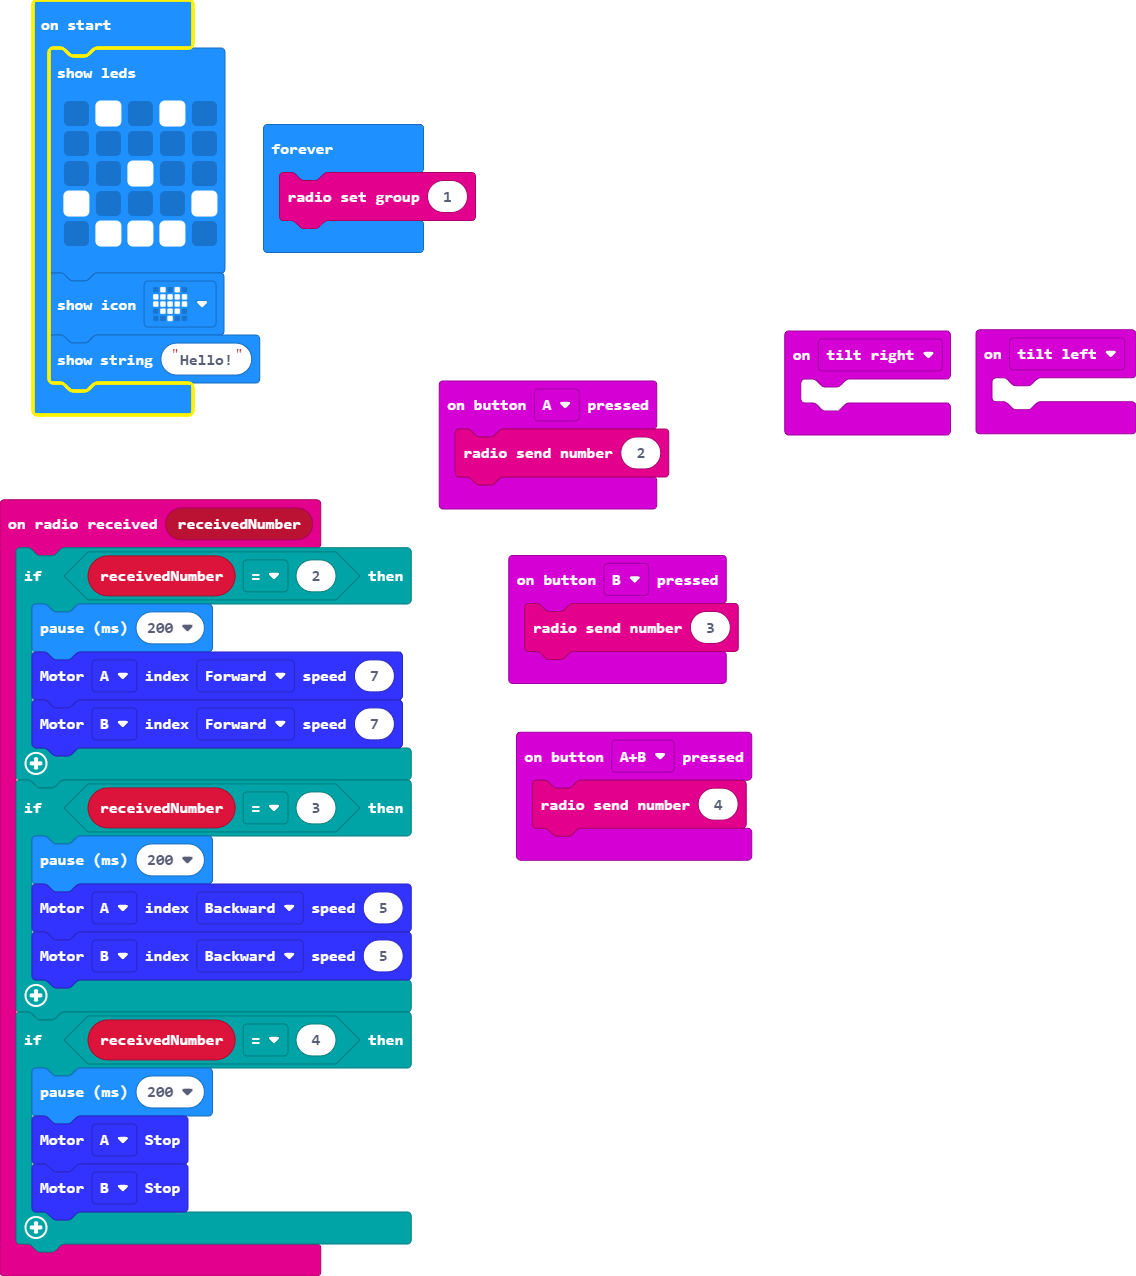 on start
show leds
show icon
show string "Hello!"
forever
radio set group 1
on tilt right
on tilt left
on button A pressed
radio send number 2
on radio received receivedNumber
if receivedNumber = 2 then
pause (ms) 200
Motor A index Forward speed 7
Motor B index Forward speed 7
if receivedNumber = 3 then
pause (ms) 200
Motor A index Backward speed 5
Motor B index Backward speed 5
if receivedNumber = 4 then
pause (ms) 200
Motor A Stop
Motor B Stop
on button B pressed
radio send number 3
on button A+B pressed
radio send number 4